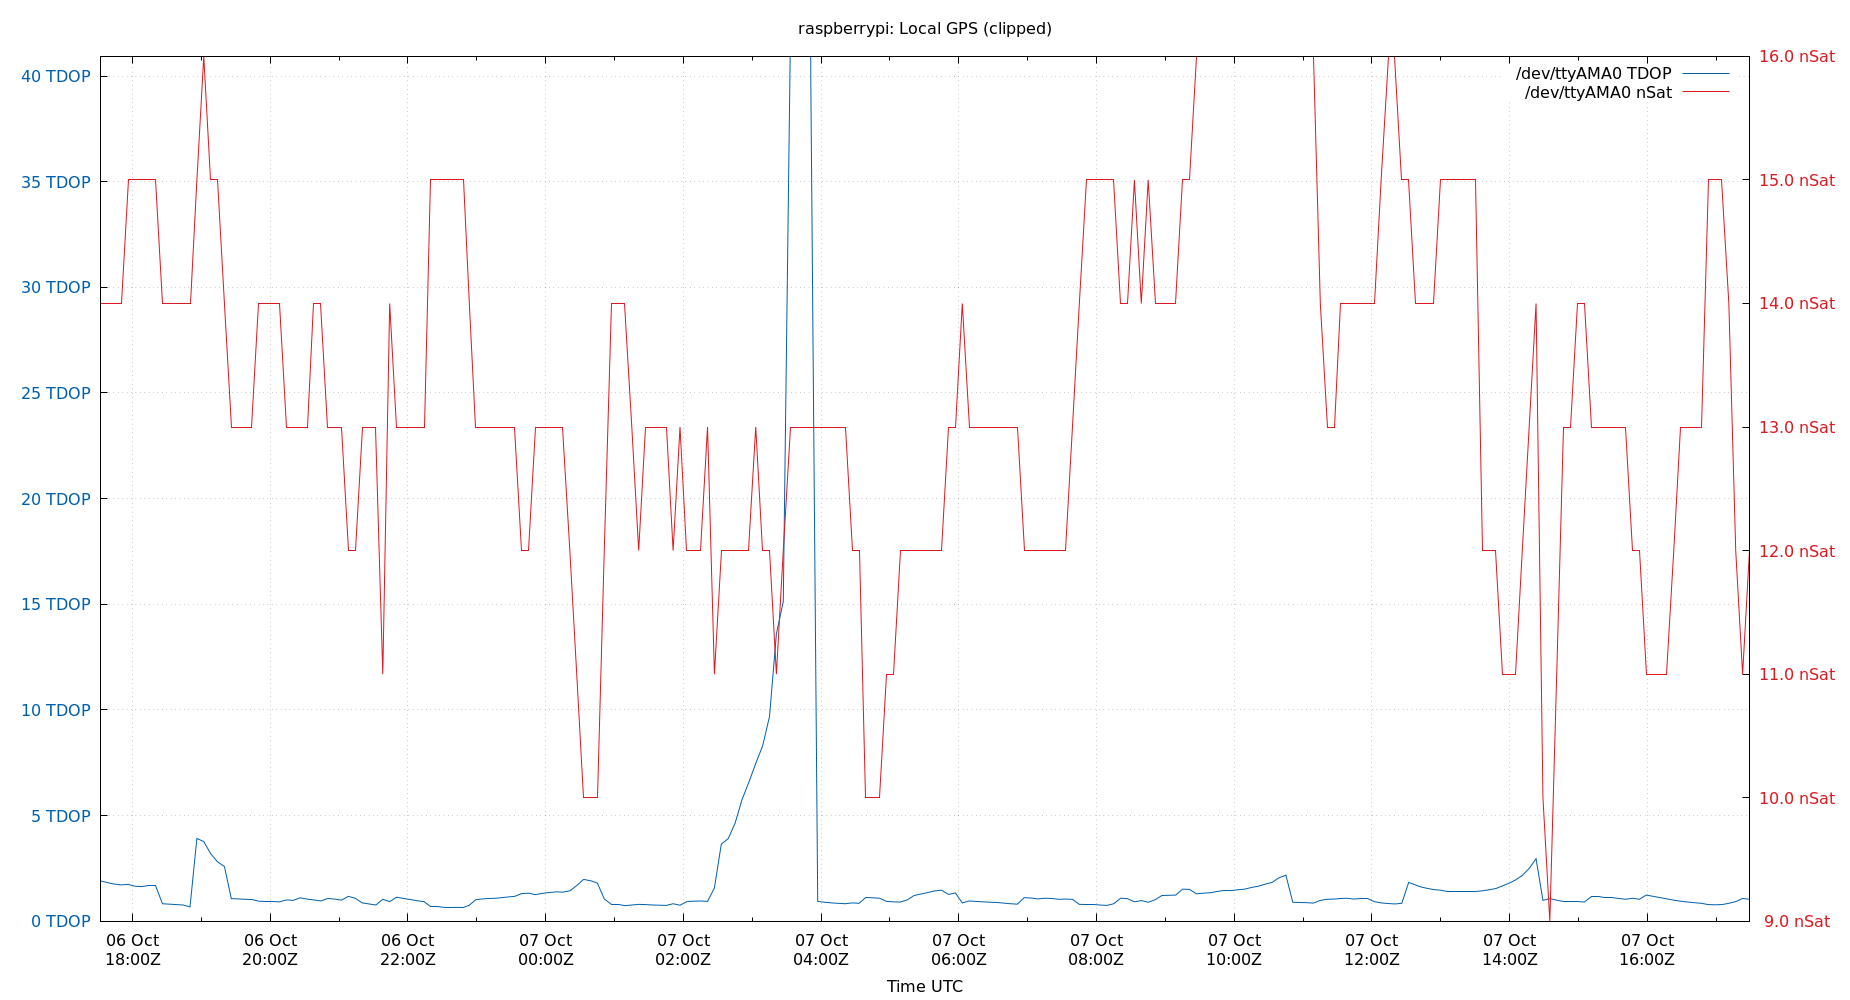 raspberrypi: Local GPS (clipped)
40 TDOP
35 TDOP
30 TDOP
25 TDOP
20 TDOP
15 TDOP
10 TDOP
5 TDOP
0 TDOP
16.0 nSat
15.0 nSat
14.0 nSat
13.0 nSat
12.0 nSat
11.0 nSat
10.0 nSat
9.0 nSat
/dev/ttyAMA0 TDOP
/dev/ttyAMA0 nSat
06 Oct
18:00Z
06 Oct
20:00Z
06 Oct
22:00Z
07 Oct
00:00Z
07 Oct
02:00Z
07 Oct
04:00Z
07 Oct
06:00Z
07 Oct
08:00Z
07 Oct
10:00Z
07 Oct
12:00Z
07 Oct
14:00Z
07 Oct
16:00Z
Time UTC